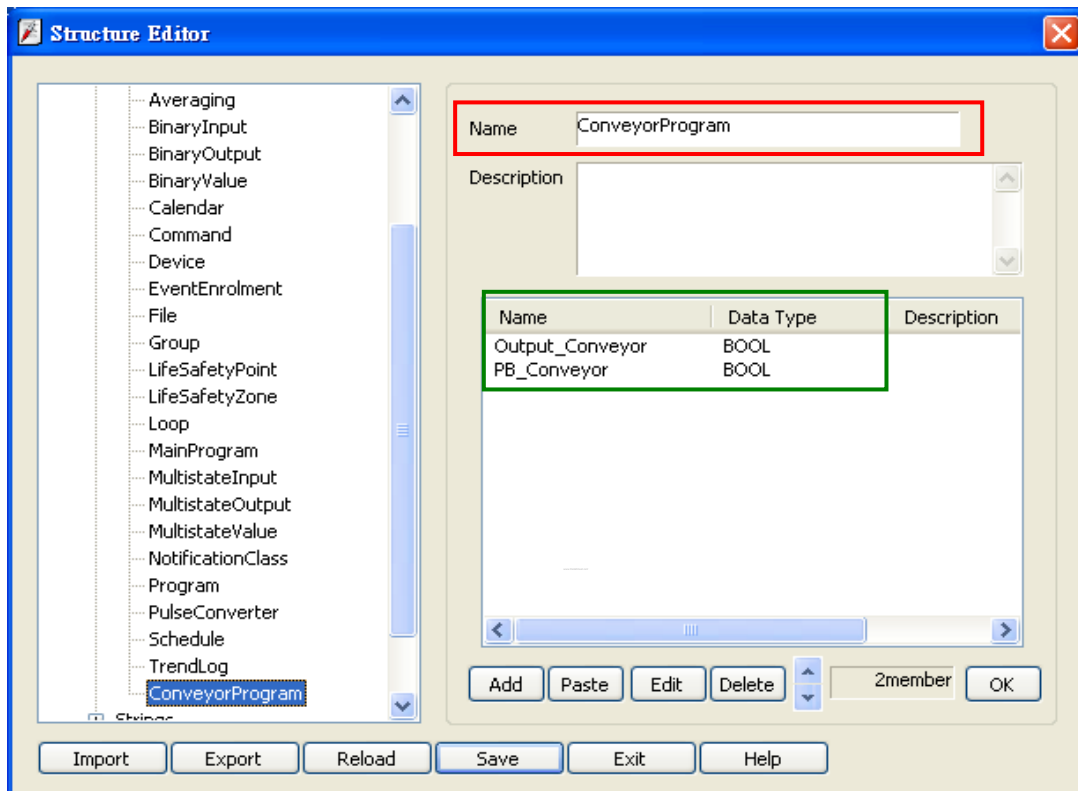 Structure Editor
Averaging
BinaryInput
BinaryOutput
BinaryValue
Calendar
Command
Device
EventEnrolment
File
Group
LifeSafetyPoint
LifeSafetyZone
Loop
MainProgram
MultistateInput
MultistateOutput
MultistateValue
NotificationClass
Program
PulseConverter
Schedule
TrendLog
ConveyorProgram
Strings
Name ConveyorProgram
Description
Name Data Type Description
Output_Conveyor BOOL
PB_Conveyor BOOL
Add Paste Edit Delete 2member OK
Import Export Reload Save Exit Help